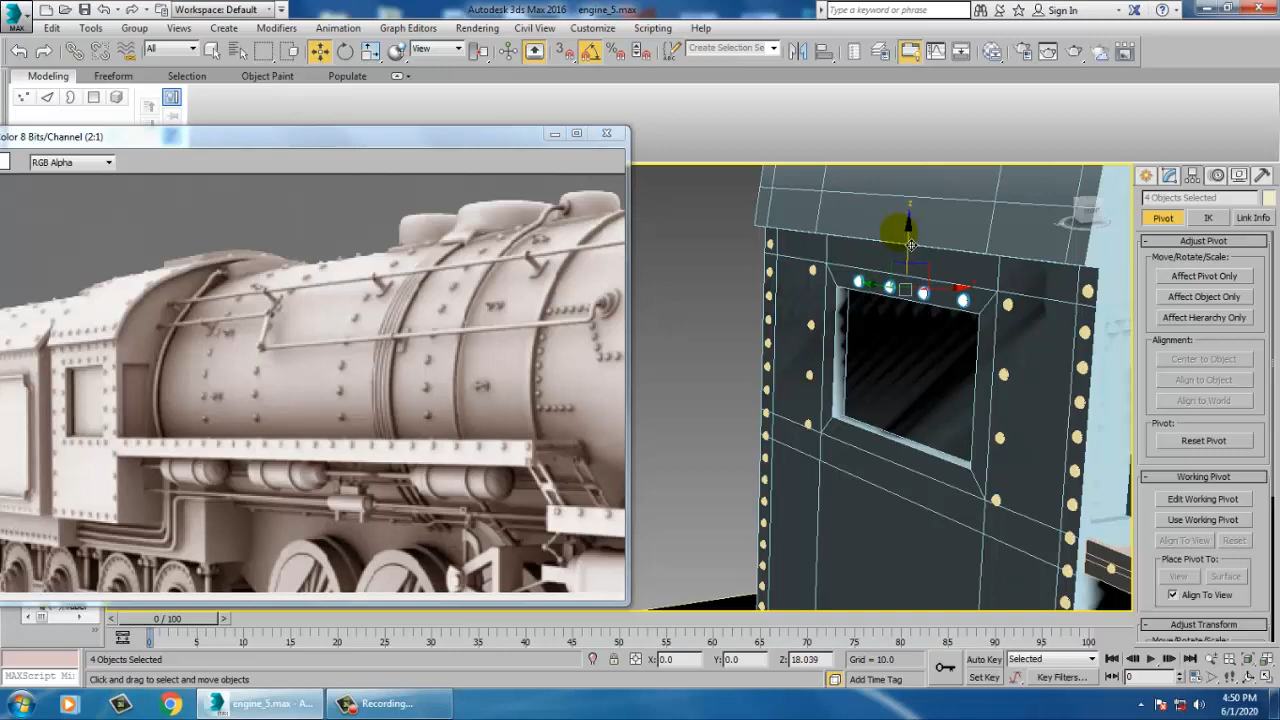 Workspace: Default
Autodesk 3ds Max 2016 engine_5.max
Type a keyword or phrase
Sign In
MAX
Edit Tools Group Views Create Modifiers Animation Graph Editors Rendering Civil View Customize Scripting Help
All
View
Create Selection Se
Modeling Freeform Selection Object Paint Populate
olor 8 Bits/Channel (2:1)
RGB Alpha
4 Objects Selected
Pivot IK Link Info
Adjust Pivot
Move/Rotate/Scale:
Affect Pivot Only
Affect Object Only
Affect Hierarchy Only
Alignment:
Center to Object
Align to Object
Align to World
Pivot:
Reset Pivot
Working Pivot
Edit Working Pivot
Use Working Pivot
Align To View Reset
Place Pivot To:
View Surface
Align To View
Adjust Transform
Move/Rotate/Scale:
z
0 / 100
0 5 10 15 20 25 30 35 40 45 50 55 60 65 70 75 80 85 90 95 100
4 Objects Selected X: 0.0 Y: 0.0 Z: 18.039 Grid = 10.0 Auto Key Selected
MAXScript Mi: Click and drag to select and move objects Add Time Tag Set Key Key Filters... 0
engine_5.max - A... Recording...
4:50 PM
6/1/2020